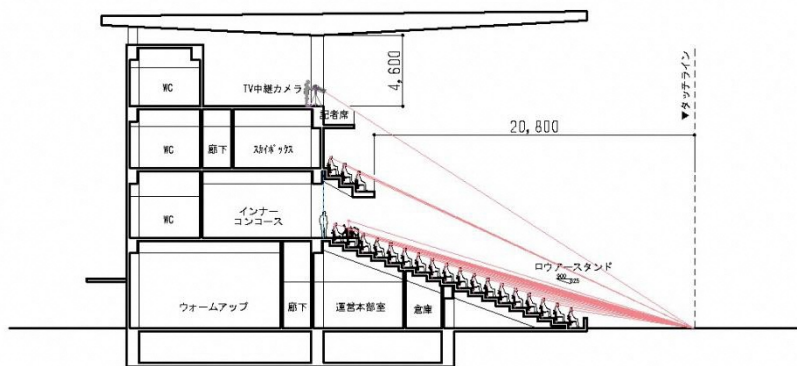 WC
TV中継カメラ
4,600
記者席
▼タッチライン
20,800
WC
廊下
スカイボックス
WC
インナー
コンコース
ロウアースタンド
800
325
ウォームアップ
廊下
運営本部室
倉庫